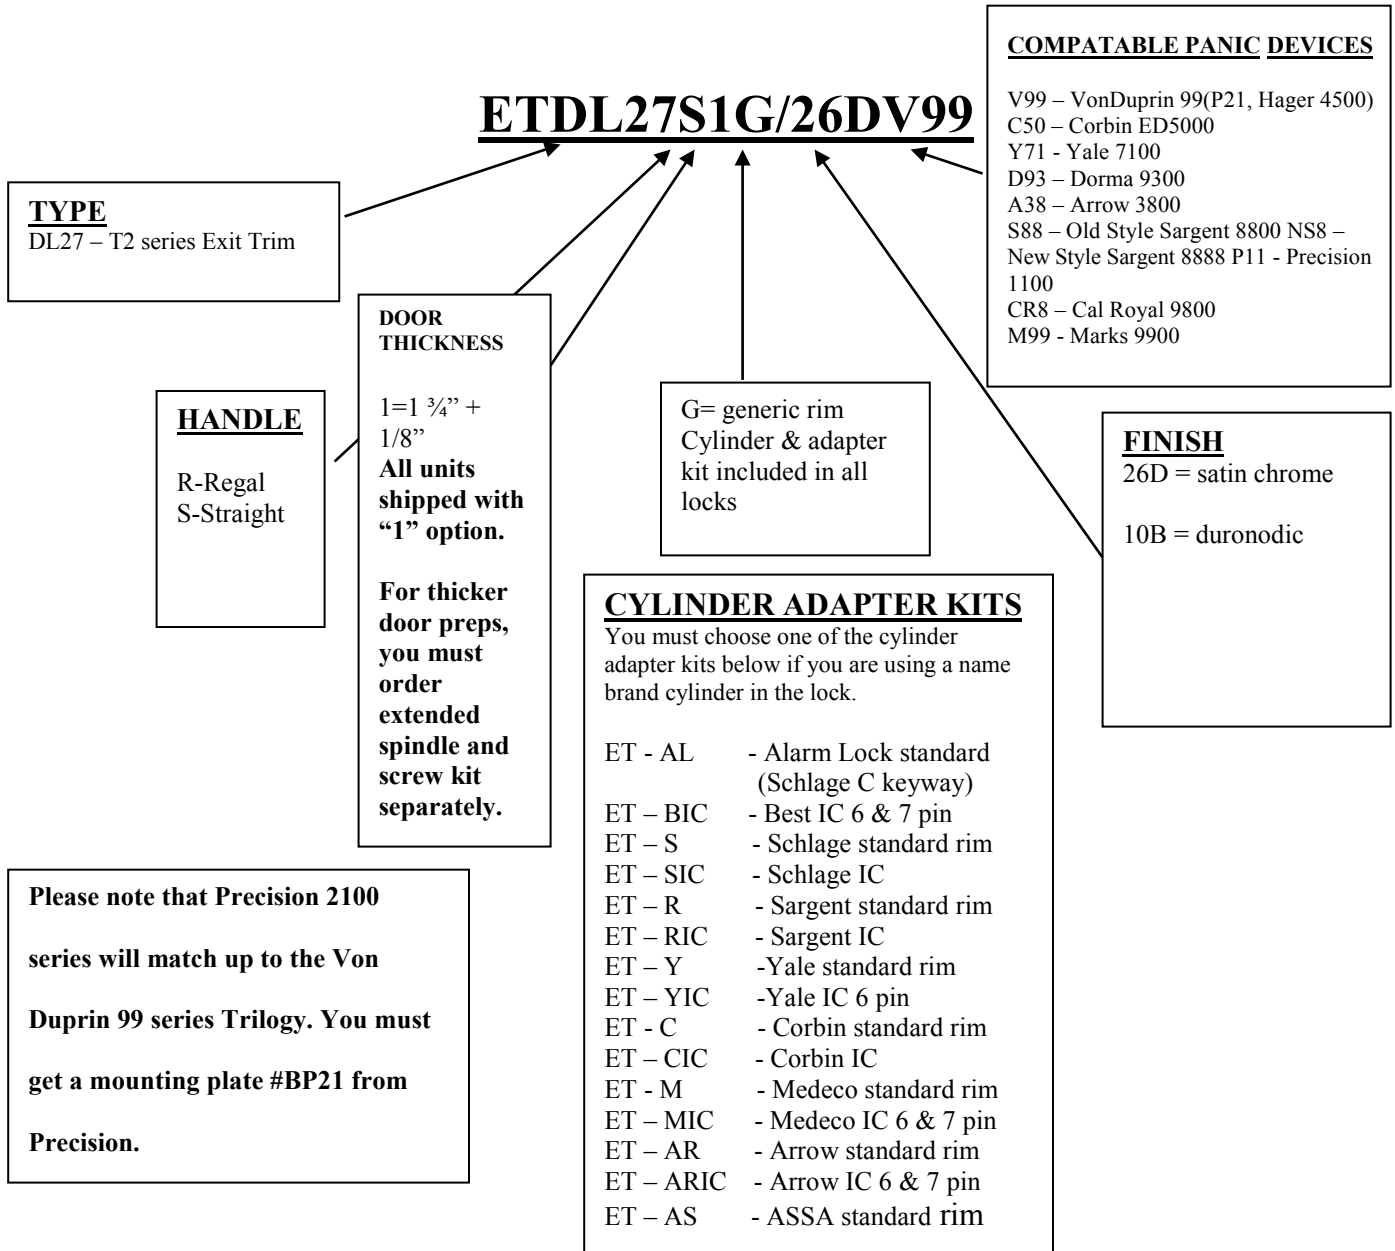 ETDL27S1G/26DV99
COMPATABLE PANIC DEVICES
V99 – VonDuprin 99(P21, Hager 4500)
C50 – Corbin ED5000
Y71 - Yale 7100
D93 – Dorma 9300
A38 – Arrow 3800
S88 – Old Style Sargent 8800 NS8 –
New Style Sargent 8888 P11 - Precision
1100
CR8 – Cal Royal 9800
M99 - Marks 9900
TYPE
DL27 – T2 series Exit Trim
HANDLE
R-Regal
S-Straight
DOOR
THICKNESS
1=1 ¾” +
1/8”
All units
shipped with
“1” option.
For thicker
door preps,
you must
order
extended
spindle and
screw kit
separately.
G= generic rim
Cylinder & adapter
kit included in all
locks
FINISH
26D = satin chrome
10B = duronodic
CYLINDER ADAPTER KITS
You must choose one of the cylinder
adapter kits below if you are using a name
brand cylinder in the lock.
ET - AL - Alarm Lock standard
(Schlage C keyway)
ET – BIC - Best IC 6 & 7 pin
ET – S - Schlage standard rim
ET – SIC - Schlage IC
ET – R - Sargent standard rim
ET – RIC - Sargent IC
ET – Y -Yale standard rim
ET – YIC -Yale IC 6 pin
ET - C - Corbin standard rim
ET – CIC - Corbin IC
ET - M - Medeco standard rim
ET – MIC - Medeco IC 6 & 7 pin
ET – AR - Arrow standard rim
ET – ARIC - Arrow IC 6 & 7 pin
ET – AS - ASSA standard rim
Please note that Precision 2100
series will match up to the Von
Duprin 99 series Trilogy. You must
get a mounting plate #BP21 from
Precision.